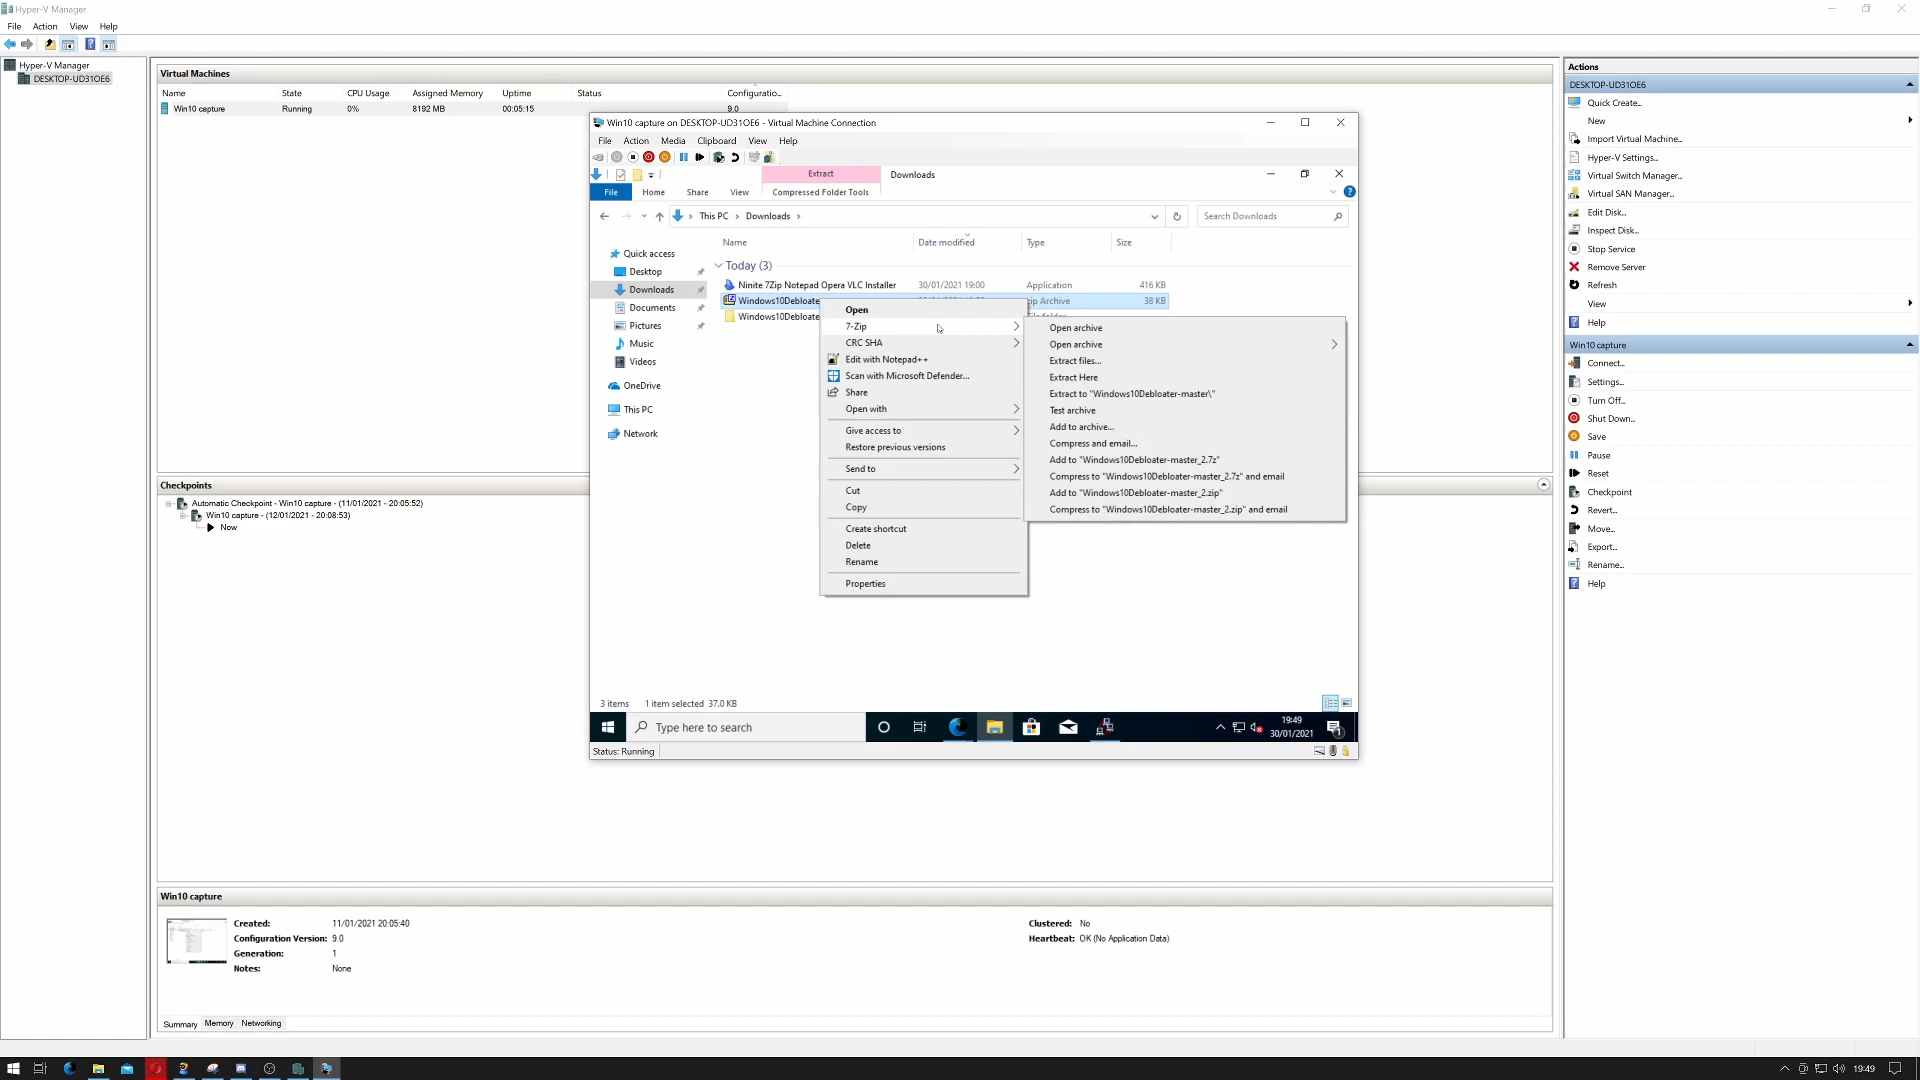 Hyper-V Manager
File Action View Help
Hyper-V Manager
DESKTOP-UD31OE6
Virtual Machines
Name State CPU Usage Assigned Memory Uptime Status Configuratio...
Win10 capture Running 0% 8192 MB 00:05:15 9.0
Win10 capture on DESKTOP-UD31OE6 - Virtual Machine Connection
File Action Media Clipboard View Help
Extract Downloads
File Home Share View Compressed Folder Tools
This PC Downloads
Search Downloads
Name Date modified Type Size
Quick access
Desktop
Downloads
Documents
Pictures
Music
Videos
OneDrive
This PC
Network
Today (3)
Ninite 7Zip Notepad Opera VLC Installer 30/01/2021 19:00 Application 416 KB
Windows10Debloate zip Archive 38 KB
Windows10Debloate
Open
7-Zip
CRC SHA
Edit with Notepad++
Scan with Microsoft Defender...
Share
Open with
Give access to
Restore previous versions
Send to
Cut
Copy
Create shortcut
Delete
Rename
Properties
Open archive
Open archive
Extract files...
Extract Here
Extract to "Windows10Debloater-master\"
Test archive
Add to archive...
Compress and email...
Add to "Windows10Debloater-master_2.7z"
Compress to "Windows10Debloater-master_2.7z" and email
Add to "Windows10Debloater-master_2.zip"
Compress to "Windows10Debloater-master_2.zip" and email
3 items 1 item selected 37.0 KB
Type here to search
19:49
30/01/2021
1
Status: Running
Checkpoints
Automatic Checkpoint - Win10 capture - (11/01/2021 - 20:05:52)
Win10 capture - (12/01/2021 - 20:08:53)
Now
Win10 capture
Created: 11/01/2021 20:05:40
Configuration Version: 9.0
Generation: 1
Notes: None
Clustered: No
Heartbeat: OK (No Application Data)
Summary Memory Networking
Actions
DESKTOP-UD31OE6
Quick Create...
New
Import Virtual Machine...
Hyper-V Settings...
Virtual Switch Manager...
Virtual SAN Manager...
Edit Disk...
Inspect Disk...
Stop Service
Remove Server
Refresh
View
Help
Win10 capture
Connect...
Settings...
Turn Off...
Shut Down...
Save
Pause
Reset
Checkpoint
Revert...
Move...
Export...
Rename...
Help
19:49